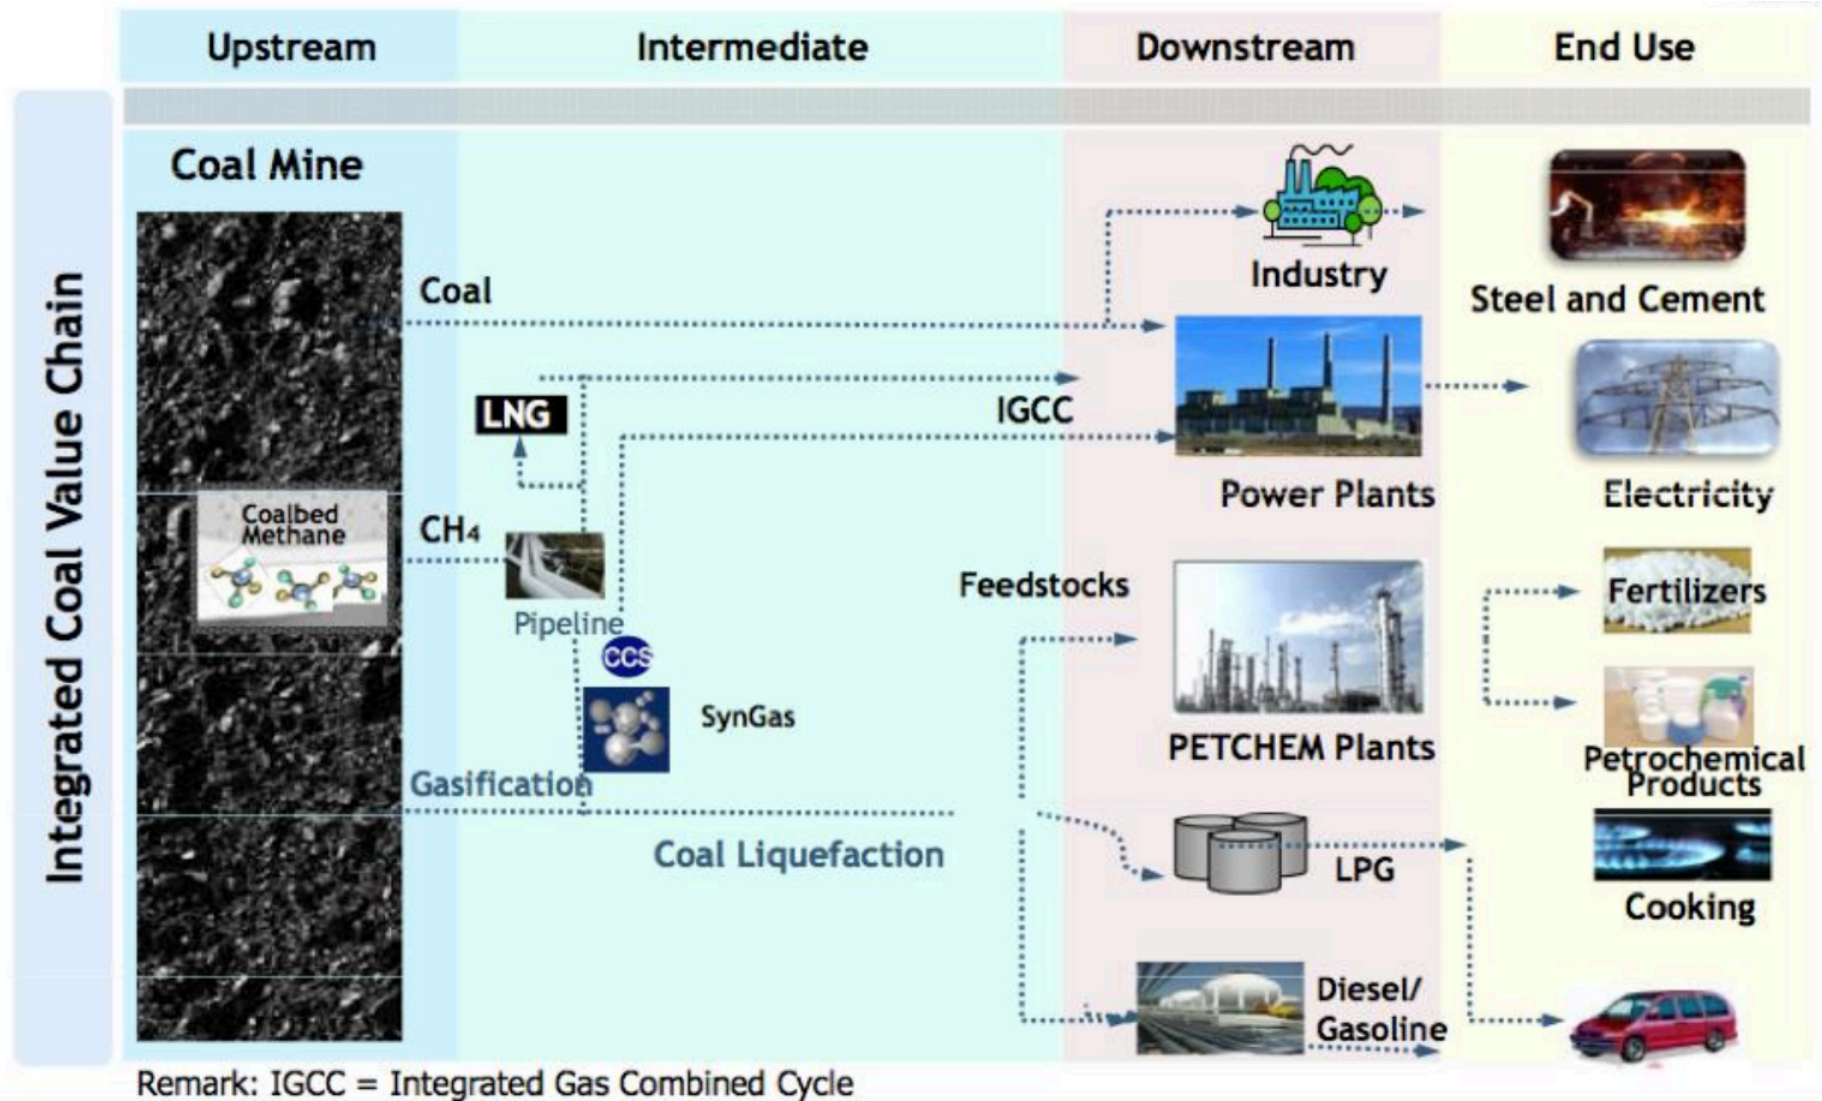 Upstream
Intermediate
Downstream
End Use
Integrated Coal Value Chain
Coal Mine
Coal
Industry
Steel and Cement
LNG
IGCC
Power Plants
Electricity
Coalbed
Methane
CH₄
Pipeline
CCS
SynGas
Feedstocks
Fertilizers
PETCHEM Plants
Petrochemical
Products
Gasification
Coal Liquefaction
LPG
Cooking
Diesel/
Gasoline
Remark: IGCC = Integrated Gas Combined Cycle